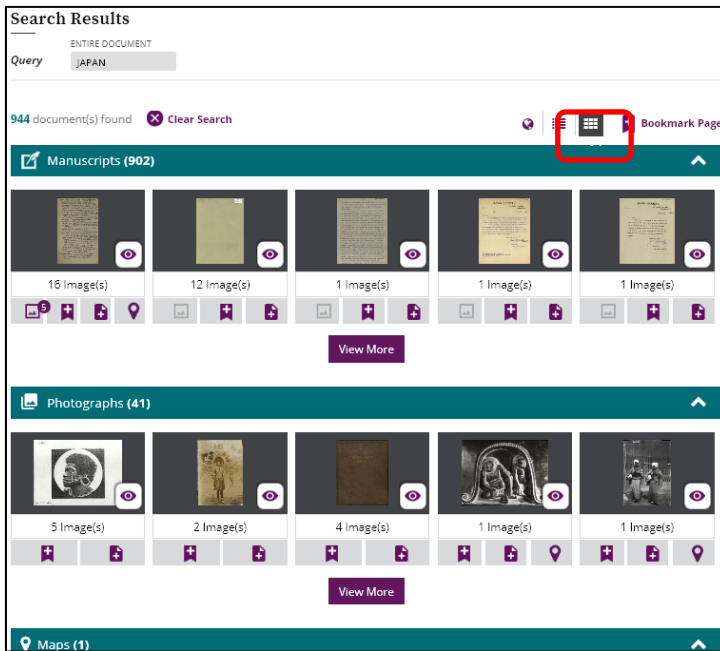 Search Results
ENTIRE DOCUMENT
Query JAPAN
944 document(s) found Clear Search Bookmark Page
Manuscripts (902)
16 Image(s) 12 Image(s) 1 Image(s) 1 Image(s) 1 Image(s)
5
View More
Photographs (41)
5 Image(s) 2 Image(s) 4 Image(s) 1 Image(s) 1 Image(s)
View More
Maps (1)